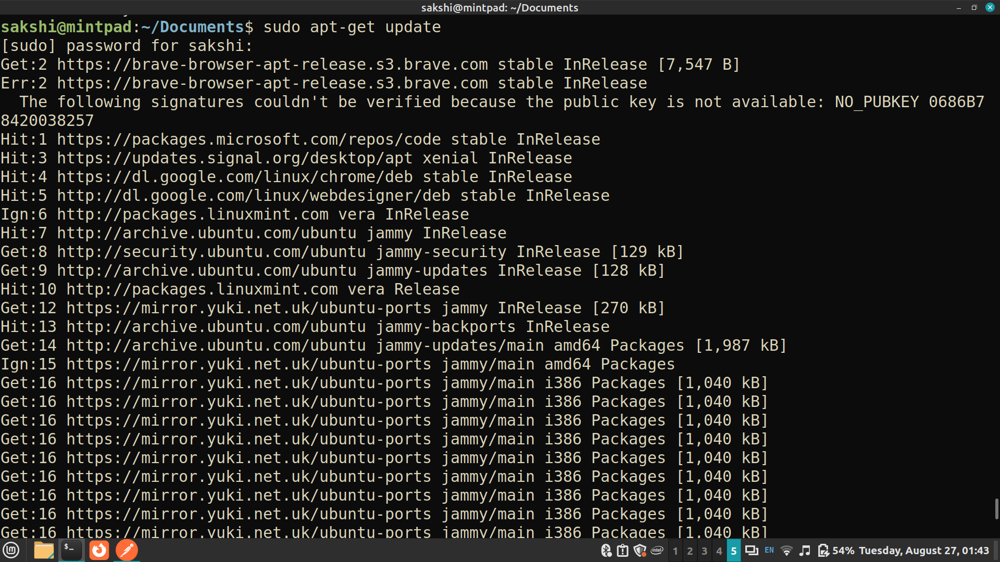 sakshi@mintpad: ~/Documents
sakshi@mintpad:~/Documents$ sudo apt-get update
[sudo] password for sakshi:
Get:2 https://brave-browser-apt-release.s3.brave.com stable InRelease [7,547 B]
Err:2 https://brave-browser-apt-release.s3.brave.com stable InRelease
  The following signatures couldn't be verified because the public key is not available: NO_PUBKEY 0686B7
8420038257
Hit:1 https://packages.microsoft.com/repos/code stable InRelease
Hit:3 https://updates.signal.org/desktop/apt xenial InRelease
Hit:4 https://dl.google.com/linux/chrome/deb stable InRelease
Hit:5 http://dl.google.com/linux/webdesigner/deb stable InRelease
Ign:6 http://packages.linuxmint.com vera InRelease
Hit:7 http://archive.ubuntu.com/ubuntu jammy InRelease
Get:8 http://security.ubuntu.com/ubuntu jammy-security InRelease [129 kB]
Get:9 http://archive.ubuntu.com/ubuntu jammy-updates InRelease [128 kB]
Hit:10 http://packages.linuxmint.com vera Release
Get:12 https://mirror.yuki.net.uk/ubuntu-ports jammy InRelease [270 kB]
Hit:13 http://archive.ubuntu.com/ubuntu jammy-backports InRelease
Get:14 http://archive.ubuntu.com/ubuntu jammy-updates/main amd64 Packages [1,987 kB]
Ign:15 https://mirror.yuki.net.uk/ubuntu-ports jammy/main amd64 Packages
Get:16 https://mirror.yuki.net.uk/ubuntu-ports jammy/main i386 Packages [1,040 kB]
Get:16 https://mirror.yuki.net.uk/ubuntu-ports jammy/main i386 Packages [1,040 kB]
Get:16 https://mirror.yuki.net.uk/ubuntu-ports jammy/main i386 Packages [1,040 kB]
Get:16 https://mirror.yuki.net.uk/ubuntu-ports jammy/main i386 Packages [1,040 kB]
Get:16 https://mirror.yuki.net.uk/ubuntu-ports jammy/main i386 Packages [1,040 kB]
Get:16 https://mirror.yuki.net.uk/ubuntu-ports jammy/main i386 Packages [1,040 kB]
Get:16 https://mirror.yuki.net.uk/ubuntu-ports jammy/main i386 Packages [1,040 kB]
Get:16 https://mirror.yuki.net.uk/ubuntu-ports jammy/main i386 Packages [1,040 kB]
Get:16 https://mirror.yuki.net.uk/ubuntu-ports jammy/main i386 Packages [1,040 kB]
$_ intel 1 2 3 4 5 EN 54% Tuesday, August 27, 01:43